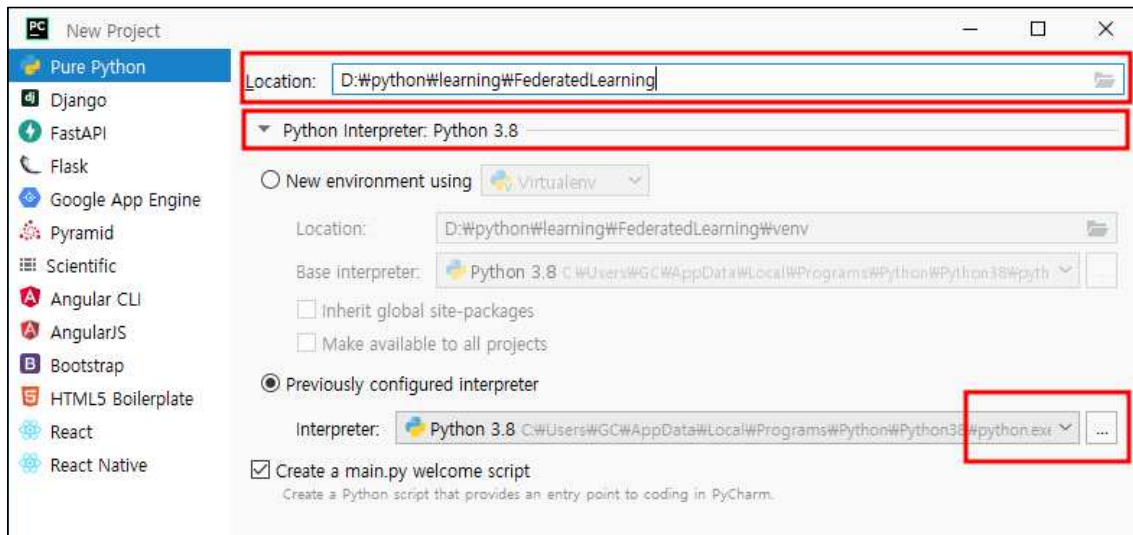 PC New Project
Pure Python
Location: D:₩python₩learning₩FederatedLearning
dj Django
Python Interpreter: Python 3.8
FastAPI
Flask
New environment using Virtualenv
Google App Engine
Location: D:₩python₩learning₩FederatedLearning₩venv
Pyramid
Scientific
Base interpreter: Python 3.8 C:₩Users₩GC₩AppData₩Local₩Programs₩Python₩Python38₩pyth
Angular CLI
Inherit global site-packages
AngularJS
Make available to all projects
B Bootstrap
Previously configured interpreter
HTML5 Boilerplate
React
Interpreter: Python 3.8 C:₩Users₩GC₩AppData₩Local₩Programs₩Python₩Python38₩python.exe ...
React Native
Create a main.py welcome script
Create a Python script that provides an entry point to coding in PyCharm.